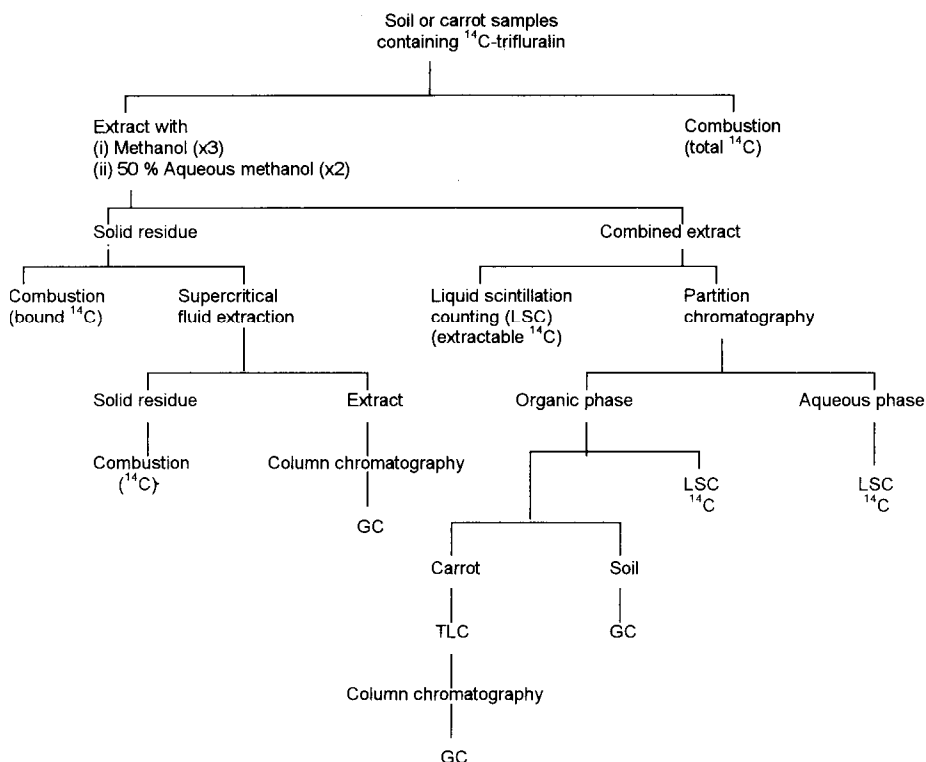 Soil or carrot samples
containing ¹⁴C-trifluralin
Extract with
(i) Methanol (x3)
(ii) 50 % Aqueous methanol (x2)
Combustion
(total ¹⁴C)
Solid residue
Combined extract
Combustion
(bound ¹⁴C)
Supercritical
fluid extraction
Liquid scintillation
counting (LSC)
(extractable ¹⁴C)
Partition
chromatography
Solid residue
Extract
Organic phase
Aqueous phase
Combustion
(¹⁴C)
Column chromatography
GC
LSC
¹⁴C
LSC
¹⁴C
Carrot
Soil
TLC
GC
Column chromatography
GC